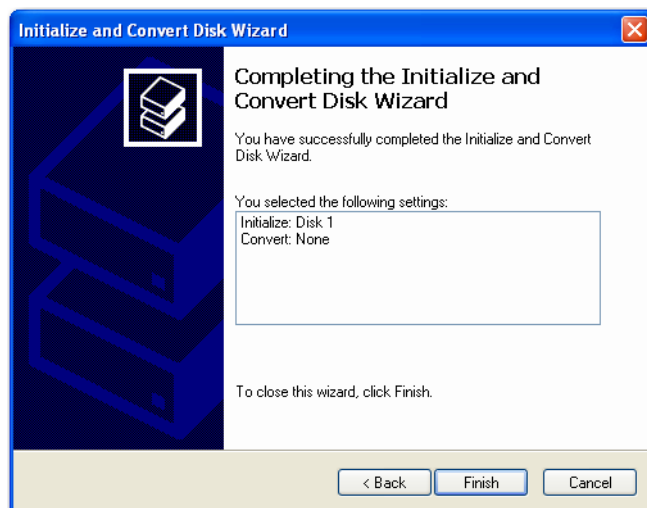 Initialize and Convert Disk Wizard
Completing the Initialize and
Convert Disk Wizard
You have successfully completed the Initialize and Convert
Disk Wizard.
You selected the following settings:
Initialize: Disk 1
Convert: None
To close this wizard, click Finish.
< Back
Finish
Cancel